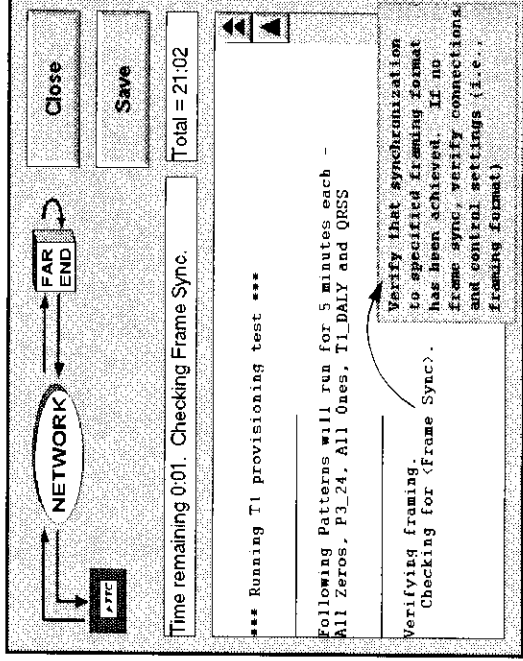 TTC
NETWORK
FAR
END
Close
Save
Time remaining 0:01. Checking Frame Sync.
Total = 21:02
*** Running T1 provisioning test ***
Following Patterns will run for 5 minutes each -
All Zeros, P3_24, All Ones, T1_DALY and QRSS
Verifying framing.
Checking for <Frame Sync>.
Verify that synchronization
to specified framing format
has been achieved. If no
frame sync, verify connections
and control settings (i.e.,
framing format)